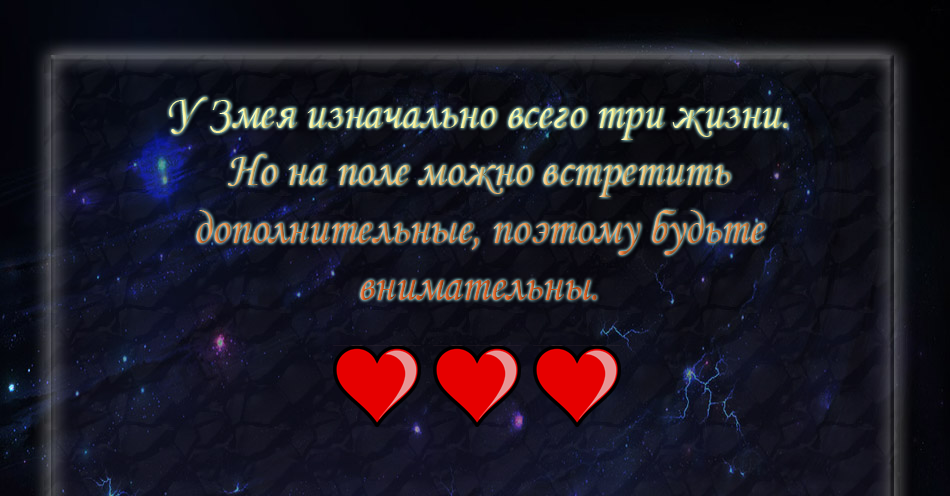 У Змея изначально всего три жизни.
Но на поле можно встретить
дополнительные, поэтому будьте
внимательны.